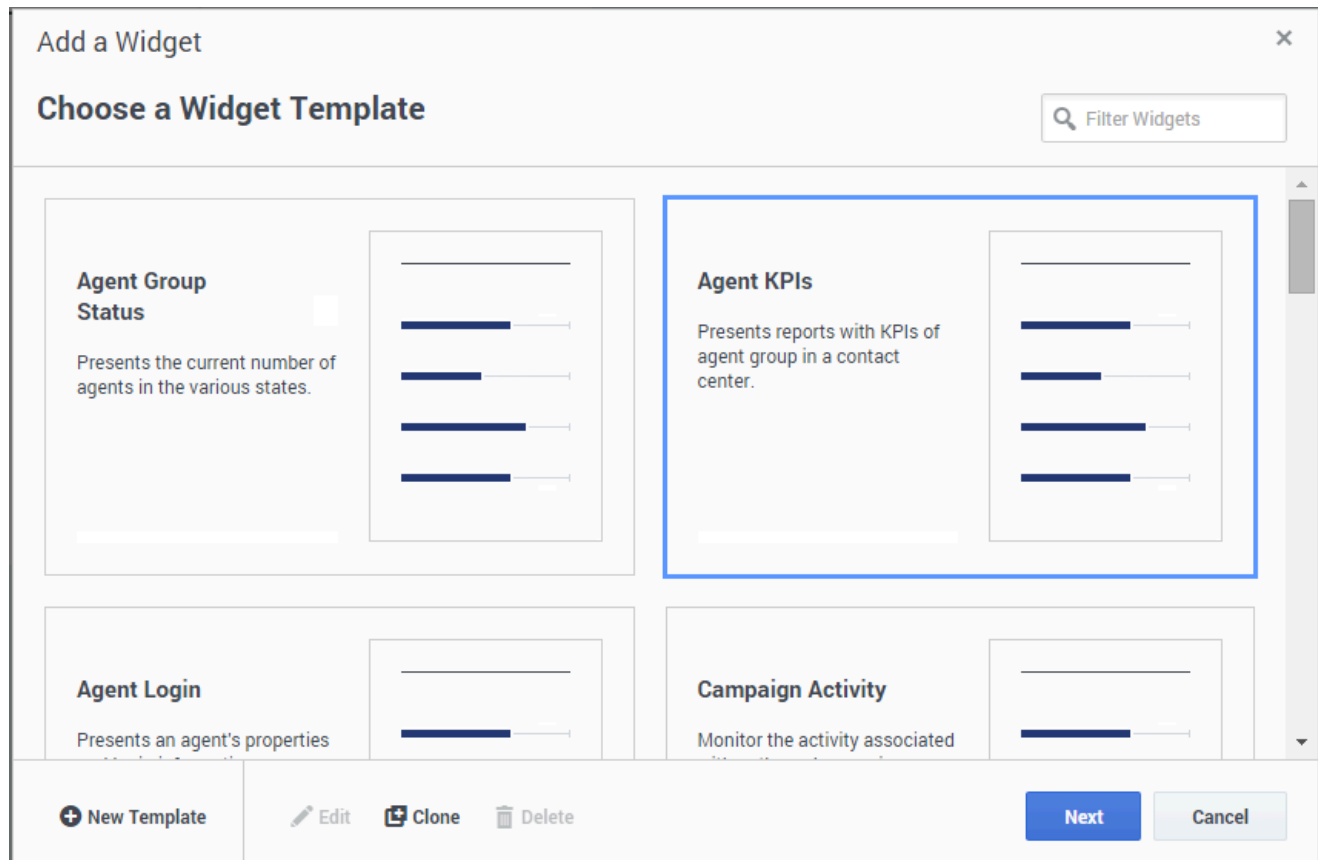 Add a Widget
Choose a Widget Template
Filter Widgets
Agent Group
Status
Presents the current number of
agents in the various states.
Agent KPIs
Presents reports with KPIs of
agent group in a contact
center.
Agent Login
Presents an agent's properties
Campaign Activity
Monitor the activity associated
New Template
Edit
Clone
Delete
Next
Cancel